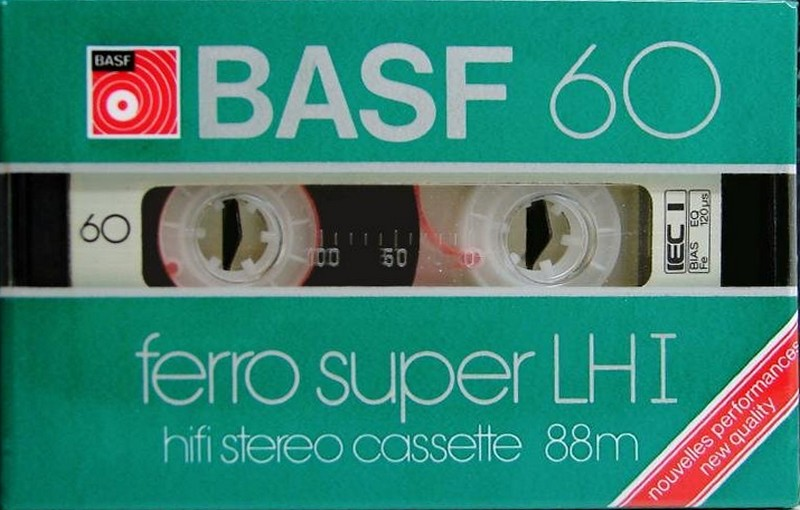 BASF
BASF 60
60
100 50 0
IEC I
BIAS EQ
Fe 120µs
ferro super LH I
hifi stereo cassette 88m
nouvelles performances
new quality